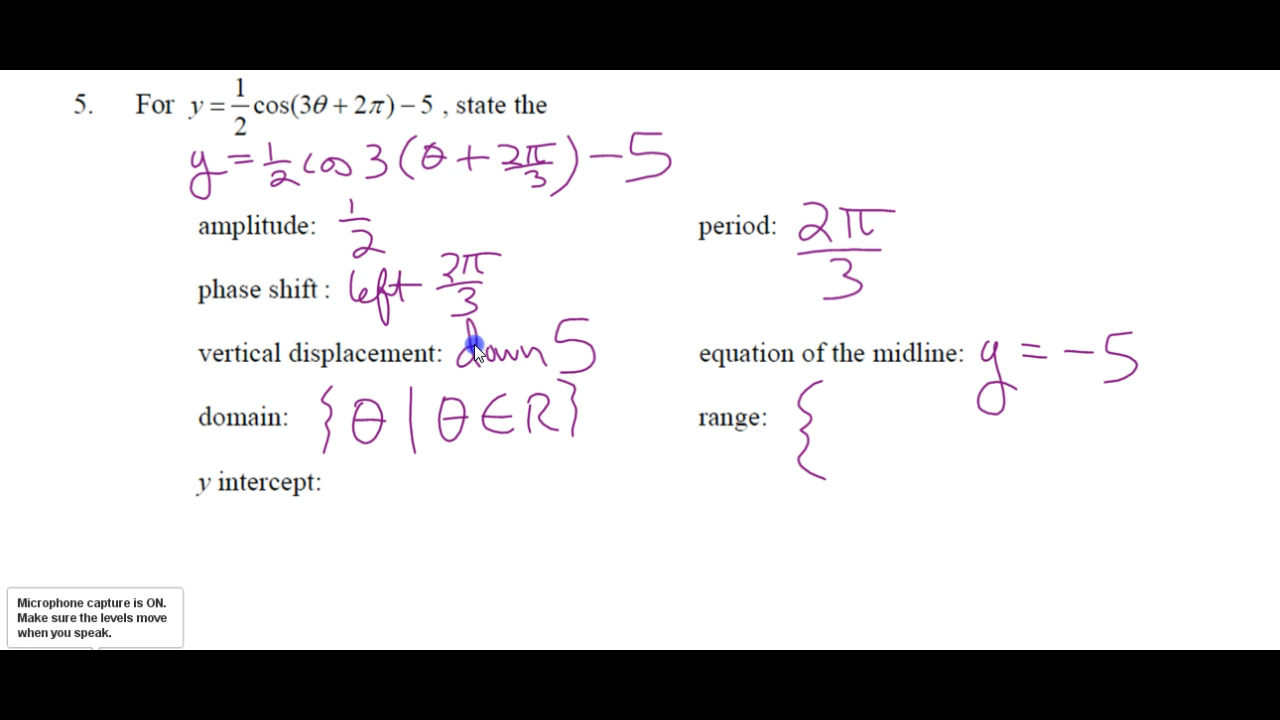 5. For y = 1/2 cos(3θ + 2π) − 5 , state the
y = 1/2 cos 3(θ + 2π/3) − 5
amplitude: 1/2 period: 2π/3
phase shift : left 2π/3
vertical displacement: down 5 equation of the midline: y = −5
domain: {θ | θ ∈ R} range: {
y intercept:
Microphone capture is ON.
Make sure the levels move
when you speak.